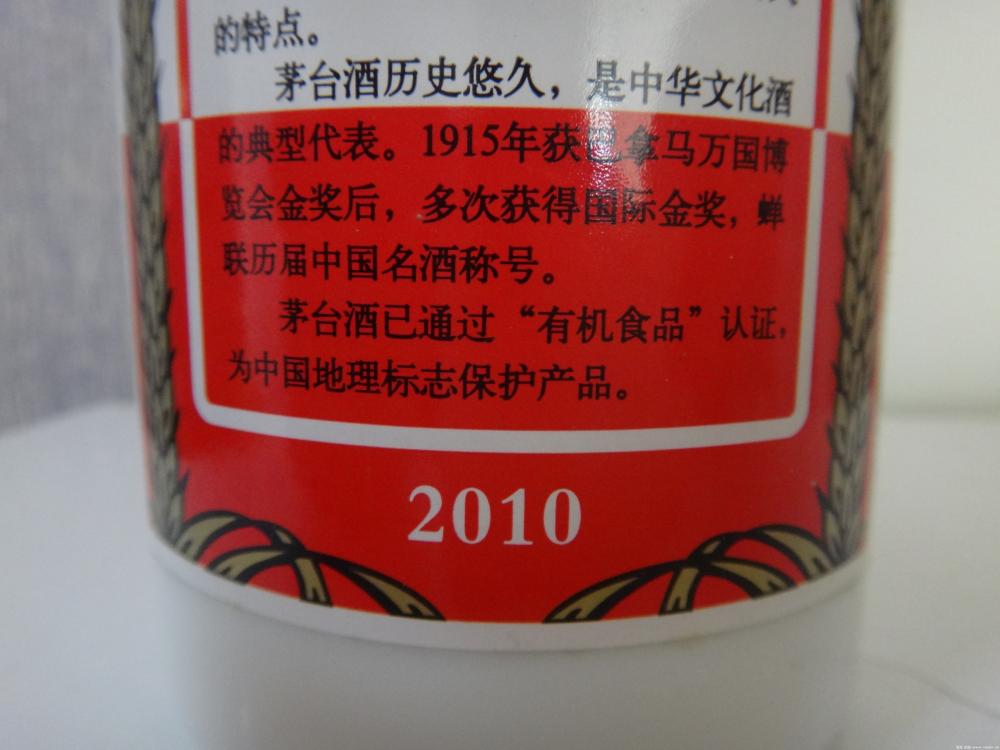 的特点。
茅台酒历史悠久，是中华文化酒
的典型代表。1915年获巴拿马万国博
览会金奖后，多次获得国际金奖，蝉
联历届中国名酒称号。
茅台酒已通过“有机食品”认证，
为中国地理标志保护产品。
2010